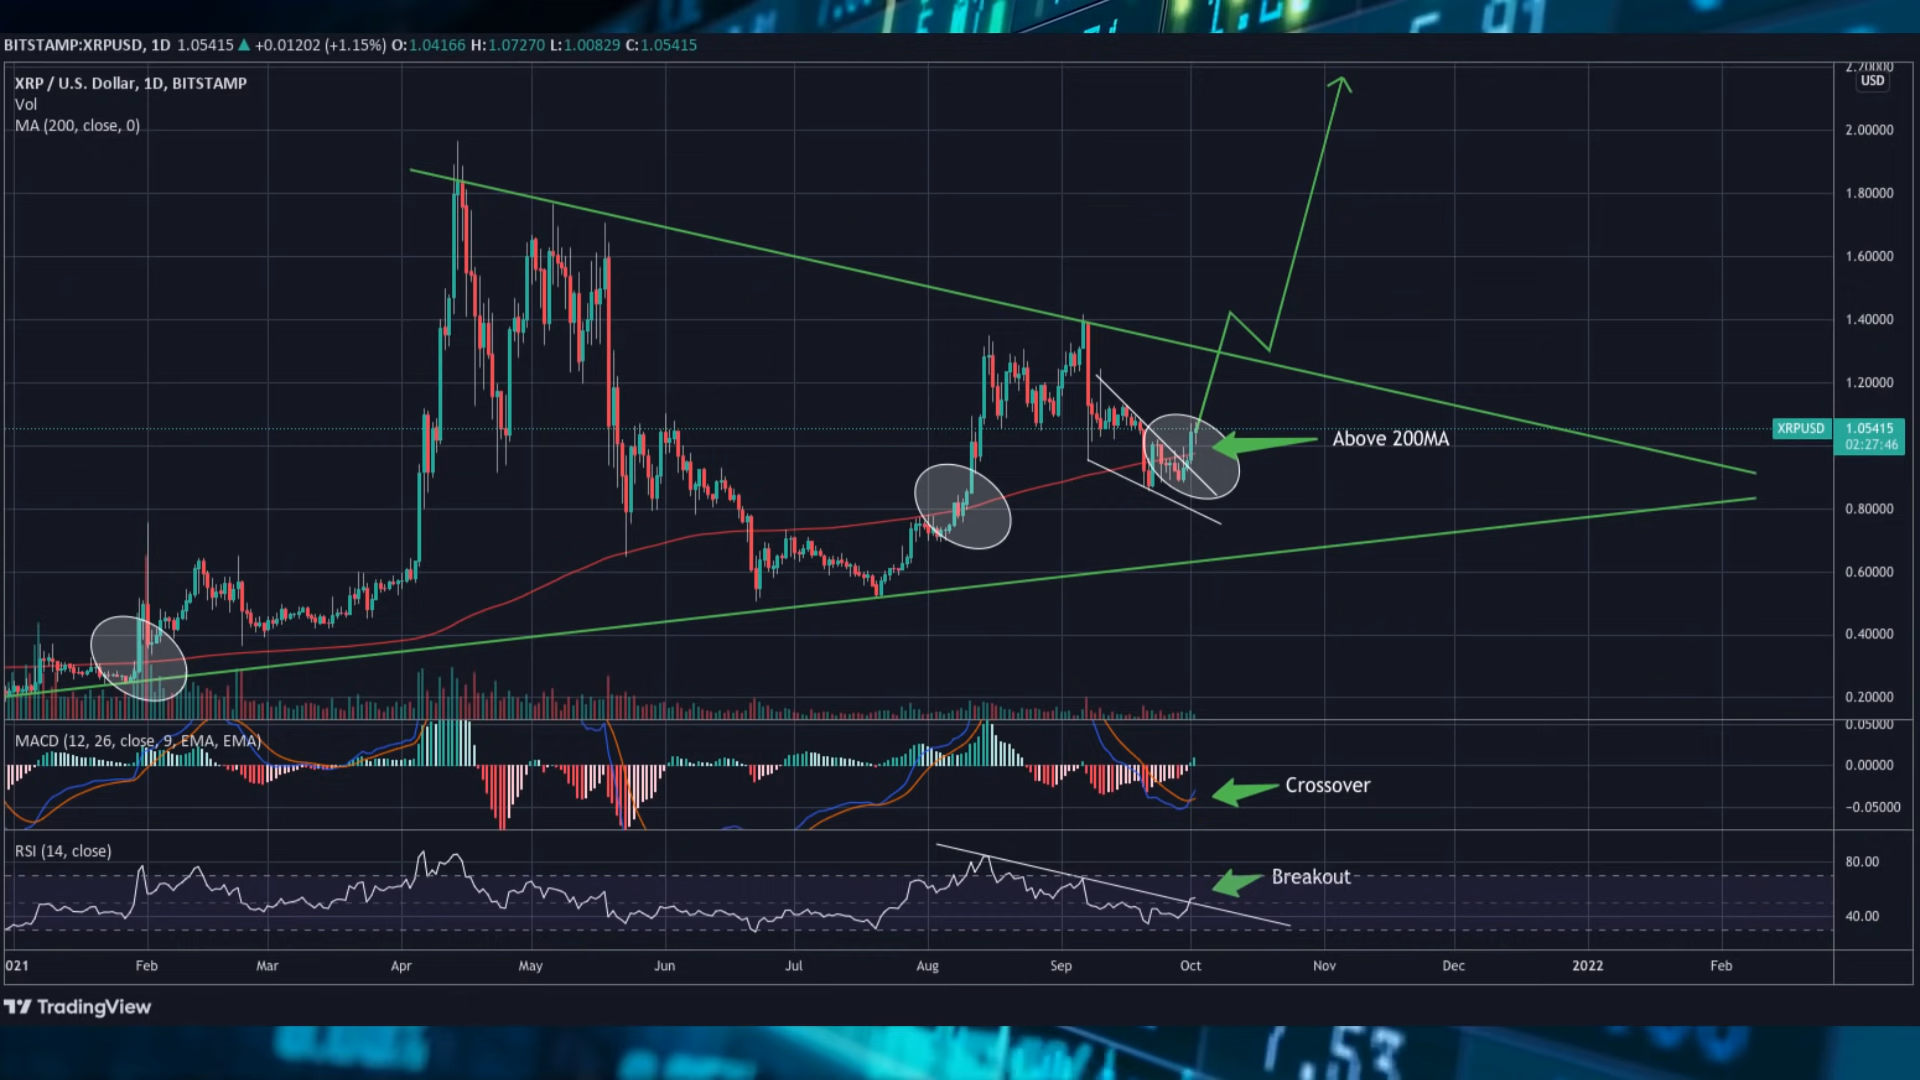 BITSTAMP:XRPUSD, 1D 1.05415 ▲ +0.01202 (+1.15%) O:1.04166 H:1.07270 L:1.00829 C:1.05415
XRP / U.S. Dollar, 1D, BITSTAMP
Vol
MA (200, close, 0)
2.70000
USD
2.00000
1.80000
1.60000
1.40000
1.20000
XRPUSD 1.05415
02:27:46
Above 200MA
0.80000
0.60000
0.40000
0.20000
MACD (12, 26, close, 9, EMA, EMA)
0.05000
0.00000
−0.05000
Crossover
RSI (14, close)
80.00
40.00
Breakout
021 Feb Mar Apr May Jun Jul Aug Sep Oct Nov Dec 2022 Feb
TradingView